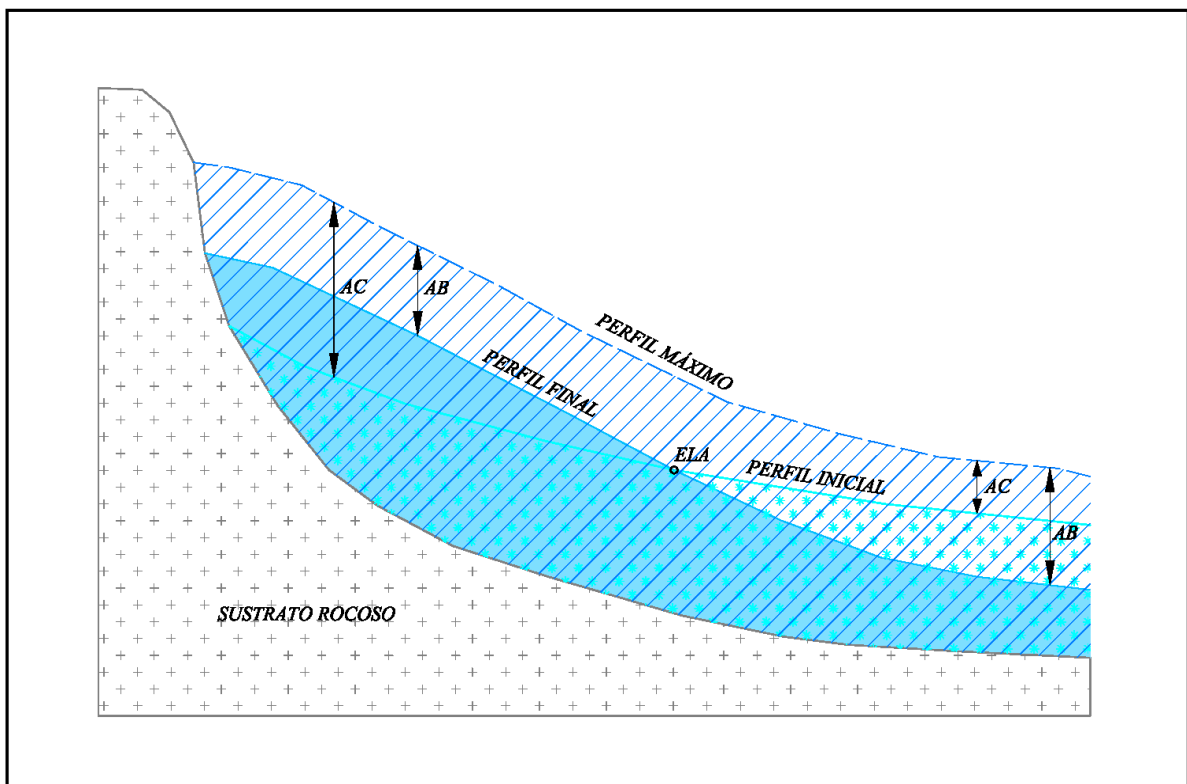 AC
AB
PERFIL MÁXIMO
PERFIL FINAL
ELA
PERFIL INICIAL
AC
AB
SUSTRATO ROCOSO